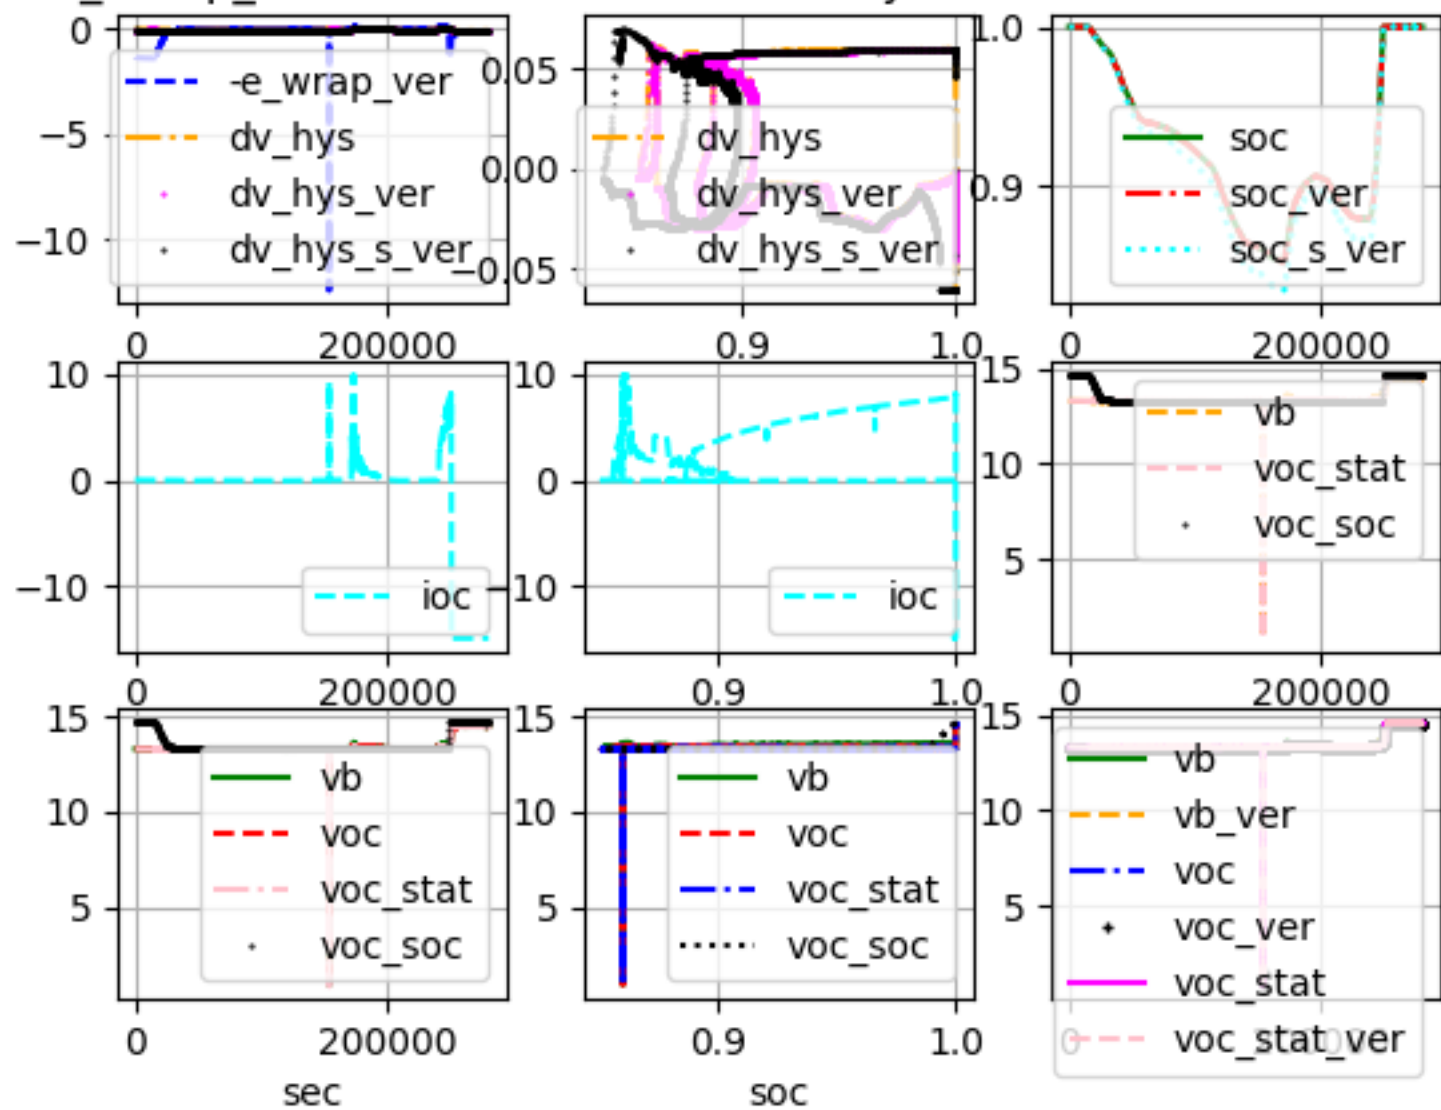 0
−5
−10
-e_wrap_ver
dv_hys
dv_hys_ver
dv_hys_s_ver
0
200000
0.05
0.00
−0.05
dv_hys
dv_hys_ver
dv_hys_s_ver
0.9
1.0
1.0
0.9
soc
soc_ver
soc_s_ver
0
200000
10
0
−10
ioc
0
200000
10
0
−10
ioc
0.9
1.0
15
10
5
vb
voc_stat
voc_soc
0
200000
15
10
5
vb
voc
voc_stat
voc_soc
0
200000
sec
15
10
5
vb
voc
voc_stat
voc_soc
0.9
1.0
soc
15
10
5
vb
vb_ver
voc
voc_ver
voc_stat
voc_stat_ver
0
200000